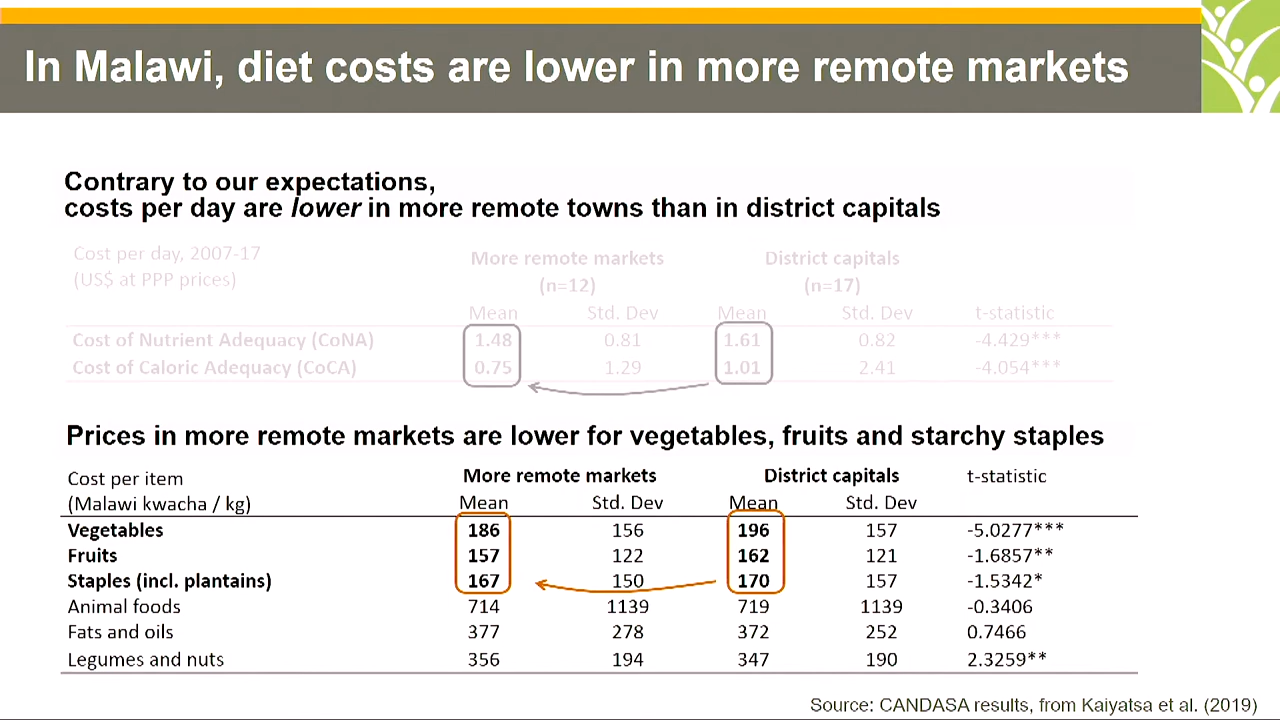 In Malawi, diet costs are lower in more remote markets
Contrary to our expectations,
costs per day are lower in more remote towns than in district capitals
Cost per day, 2007-17 More remote markets District capitals
(US$ at PPP prices) (n=12) (n=17)
Mean Std. Dev Mean Std. Dev t-statistic
Cost of Nutrient Adequacy (CoNA) 1.48 0.81 1.61 0.82 -4.429***
Cost of Caloric Adequacy (CoCA) 0.75 1.29 1.01 2.41 -4.054***
Prices in more remote markets are lower for vegetables, fruits and starchy staples
Cost per item More remote markets District capitals t-statistic
(Malawi kwacha / kg) Mean Std. Dev Mean Std. Dev
Vegetables 186 156 196 157 -5.0277***
Fruits 157 122 162 121 -1.6857**
Staples (incl. plantains) 167 150 170 157 -1.5342*
Animal foods 714 1139 719 1139 -0.3406
Fats and oils 377 278 372 252 0.7466
Legumes and nuts 356 194 347 190 2.3259**
Source: CANDASA results, from Kaiyatsa et al. (2019)